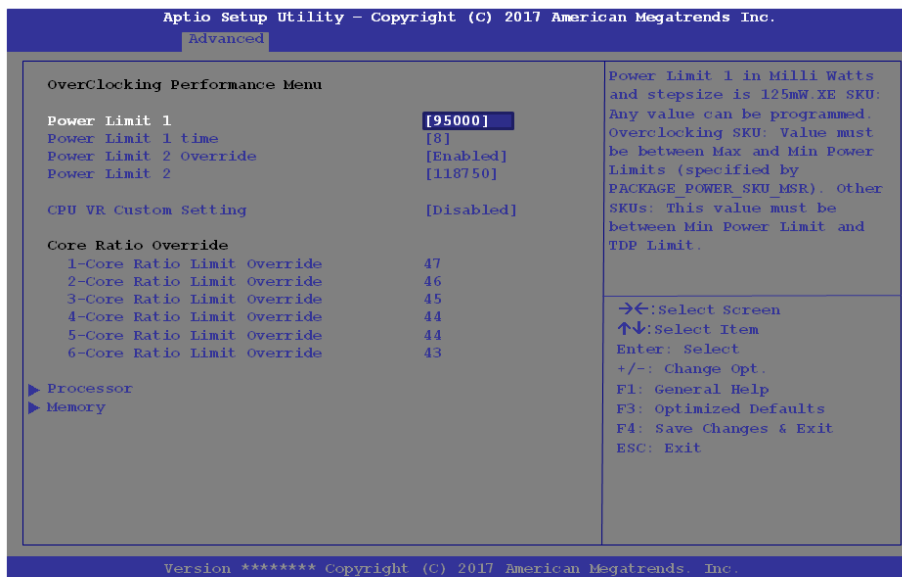 Aptio Setup Utility – Copyright (C) 2017 American Megatrends Inc.
Advanced
OverClocking Performance Menu
Power Limit 1 [95000]
Power Limit 1 time [8]
Power Limit 2 Override [Enabled]
Power Limit 2 [118750]
CPU VR Custom Setting [Disabled]
Core Ratio Override
1-Core Ratio Limit Override 47
2-Core Ratio Limit Override 46
3-Core Ratio Limit Override 45
4-Core Ratio Limit Override 44
5-Core Ratio Limit Override 44
6-Core Ratio Limit Override 43
Processor
Memory
Power Limit 1 in Milli Watts
and stepsize is 125mW.XE SKU:
Any value can be programmed.
Overclocking SKU: Value must
be between Max and Min Power
Limits (specified by
PACKAGE_POWER_SKU_MSR). Other
SKUs: This value must be
between Min Power Limit and
TDP Limit.
→←:Select Screen
↑↓:Select Item
Enter: Select
+/-: Change Opt.
F1: General Help
F3: Optimized Defaults
F4: Save Changes & Exit
ESC: Exit
Version ******** Copyright (C) 2017 American Megatrends. Inc.